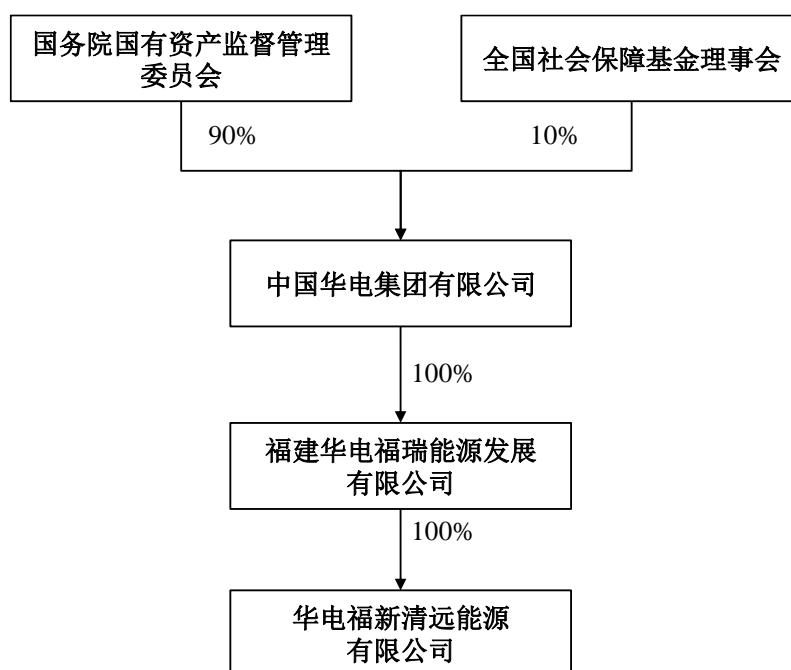 国务院国有资产监督管理
委员会
全国社会保障基金理事会
90%
10%
中国华电集团有限公司
100%
福建华电福瑞能源发展
有限公司
100%
华电福新清远能源
有限公司